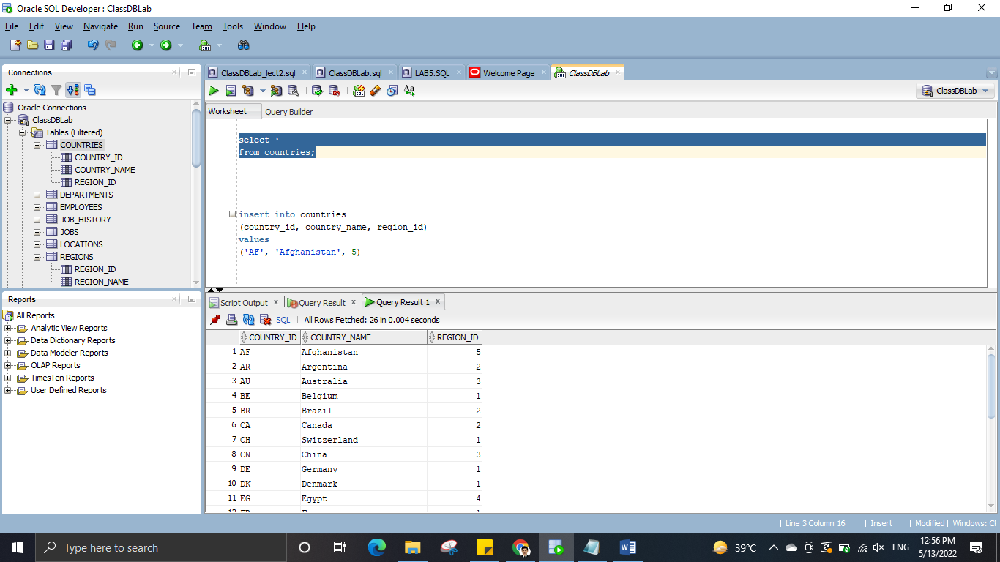 Oracle SQL Developer : ClassDBLab
File Edit View Navigate Run Source Team Tools Window Help
Connections
Oracle Connections
ClassDBLab
Tables (Filtered)
COUNTRIES
COUNTRY_ID
COUNTRY_NAME
REGION_ID
DEPARTMENTS
EMPLOYEES
JOB_HISTORY
JOBS
LOCATIONS
REGIONS
REGION_ID
REGION_NAME
Reports
All Reports
Analytic View Reports
Data Dictionary Reports
Data Modeler Reports
OLAP Reports
TimesTen Reports
User Defined Reports
ClassDBLab_lect2.sql ClassDBLab.sql LAB5.SQL Welcome Page ClassDBLab
ClassDBLab
Worksheet Query Builder
select *
from countries;
insert into countries
(country_id, country_name, region_id)
values
('AF', 'Afghanistan', 5)
Script Output x Query Result x Query Result 1 x
SQL | All Rows Fetched: 26 in 0.004 seconds
COUNTRY_ID COUNTRY_NAME REGION_ID
1 AF Afghanistan 5
2 AR Argentina 2
3 AU Australia 3
4 BE Belgium 1
5 BR Brazil 2
6 CA Canada 2
7 CH Switzerland 1
8 CN China 3
9 DE Germany 1
10 DK Denmark 1
11 EG Egypt 4
| Line 3 Column 16 | Insert | Modified | Windows: CF
Type here to search
39°C ENG 12:56 PM
5/13/2022